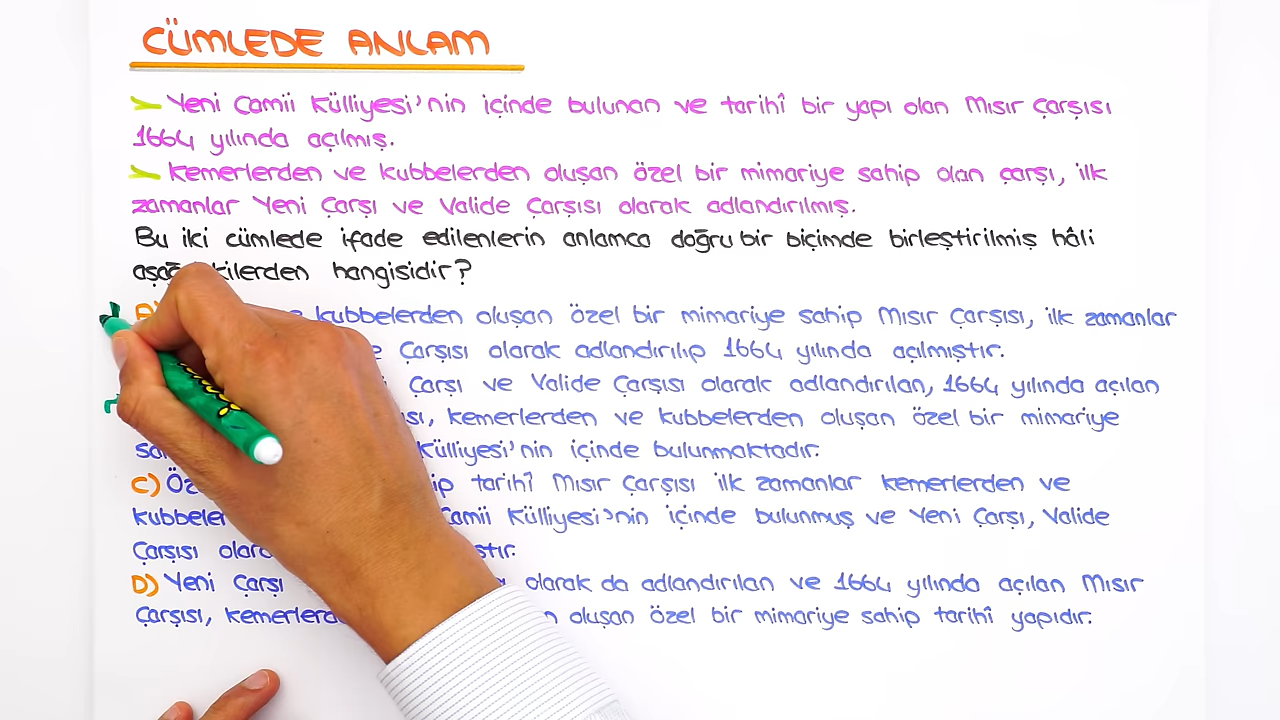 CÜMLEDE ANLAM
Yeni Camii Külliyesi'nin içinde bulunan ve tarihî bir yapı olan Mısır Çarşısı
1664 yılında açılmış.
Kemerlerden ve kubbelerden oluşan özel bir mimariye sahip olan çarşı, ilk
zamanlar Yeni Çarşı ve Valide Çarşısı olarak adlandırılmış.
Bu iki cümlede ifade edilenlerin anlamca doğru bir biçimde birleştirilmiş hâli
hangisidir?
kubbelerden oluşan özel bir mimariye sahip Mısır Çarşısı, ilk zamanlar
Çarşısı olarak adlandırılıp 1664 yılında açılmıştır.
Çarşı ve Valide Çarşısı olarak adlandırılan, 1664 yılında açılan
kemerlerden ve kubbelerden oluşan özel bir mimariye
Külliyesi'nin içinde bulunmaktadır.
C) tarihî Mısır Çarşısı ilk zamanlar kemerlerden ve
Camii Külliyesi'nin içinde bulunmuş ve Yeni Çarşı, Valide
Çarşısı
D) Yeni Çarşı olarak da adlandırılan ve 1664 yılında açılan Mısır
Çarşısı, oluşan özel bir mimariye sahip tarihî yapıdır.